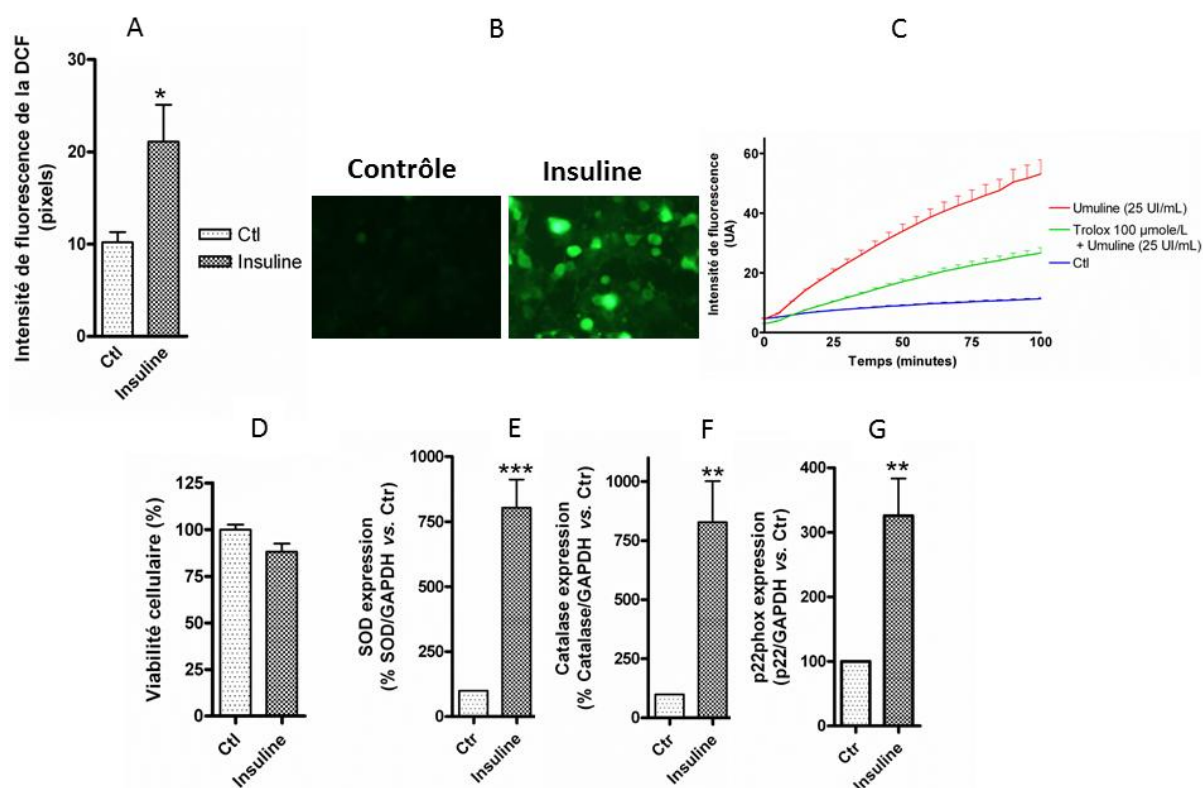 A
Intensité de fluorescence de la DCF
(pixels)
30
20
10
0
*
Ctl
Insuline
Ctl
Insuline
B
Contrôle
Insuline
C
Intensité de fluorescence
(UA)
60
40
20
0
0
25
50
75
100
Temps (minutes)
Umuline (25 UI/mL)
Trolox 100 µmole/L
+ Umuline (25 UI/mL)
Ctl
D
Viabilité cellulaire (%)
125
100
75
50
25
0
Ctl
Insuline
E
SOD expression
(% SOD/GAPDH vs. Ctr)
1000
750
500
250
0
***
Ctr
Insuline
F
Catalase expression
(% Catalase/GAPDH vs. Ctr)
1000
750
500
250
0
**
Ctr
Insuline
G
p22phox expression
(p22/GAPDH vs. Ctr)
400
300
200
100
0
**
Ctr
Insuline